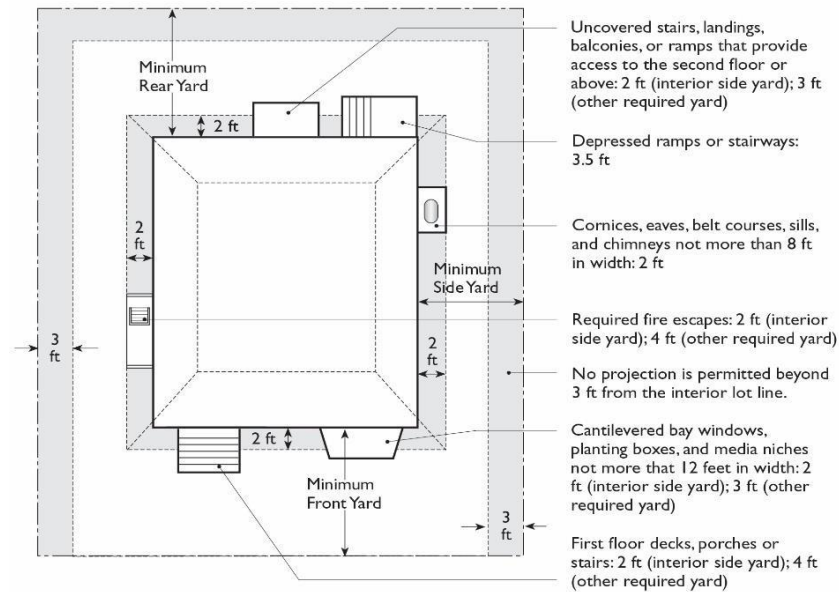 Uncovered stairs, landings,
balconies, or ramps that provide
access to the second floor or
above: 2 ft (interior side yard); 3 ft
(other required yard)
Minimum
Rear Yard
2 ft
Depressed ramps or stairways:
3.5 ft
2
ft
Cornices, eaves, belt courses, sills,
and chimneys not more than 8 ft
in width: 2 ft
Minimum
Side Yard
Required fire escapes: 2 ft (interior
side yard); 4 ft (other required yard)
3
ft
2
ft
No projection is permitted beyond
3 ft from the interior lot line.
2 ft
Cantilevered bay windows,
planting boxes, and media niches
not more that 12 feet in width: 2
ft (interior side yard); 3 ft (other
required yard)
Minimum
Front Yard
3
ft
First floor decks, porches or
stairs: 2 ft (interior side yard); 4 ft
(other required yard)